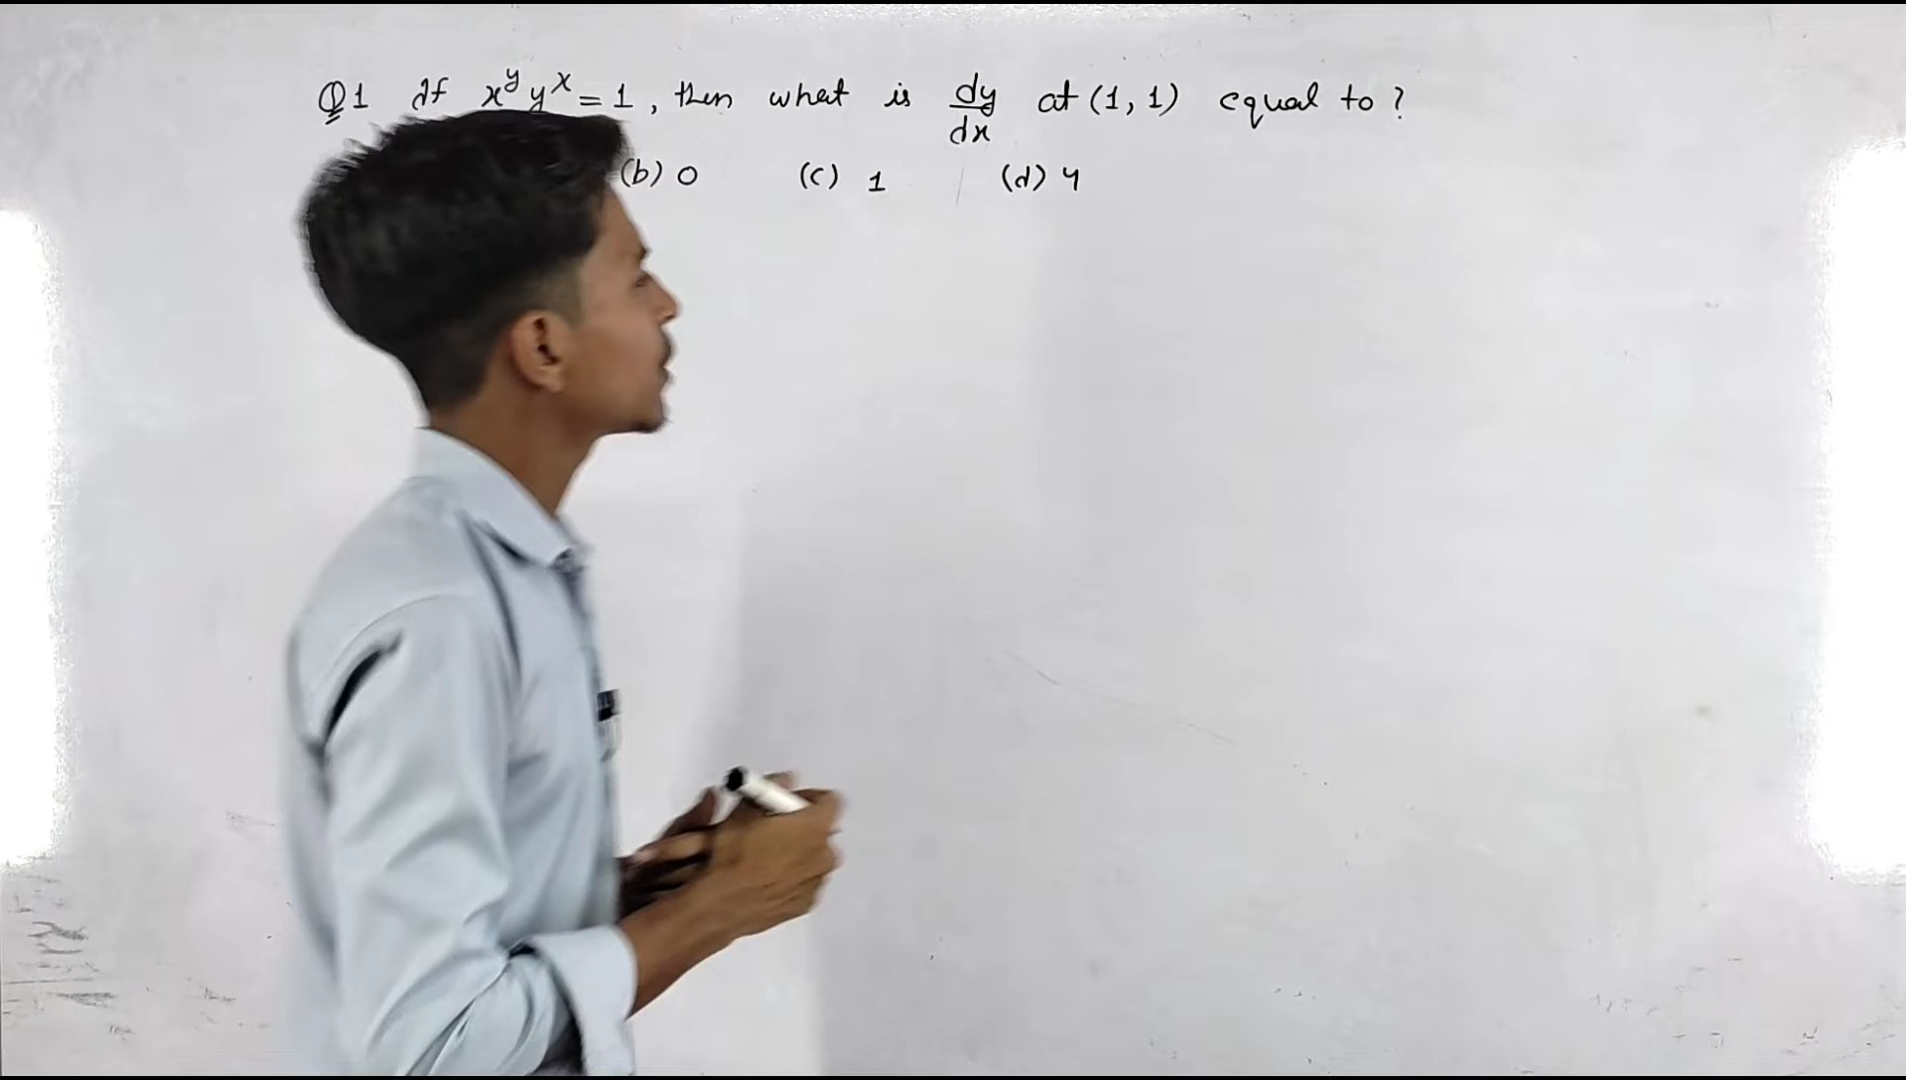 Q1 If x^y y^x = 1, then what is dy/dx at (1, 1) equal to ?
(b) 0 (c) 1 (d) 4